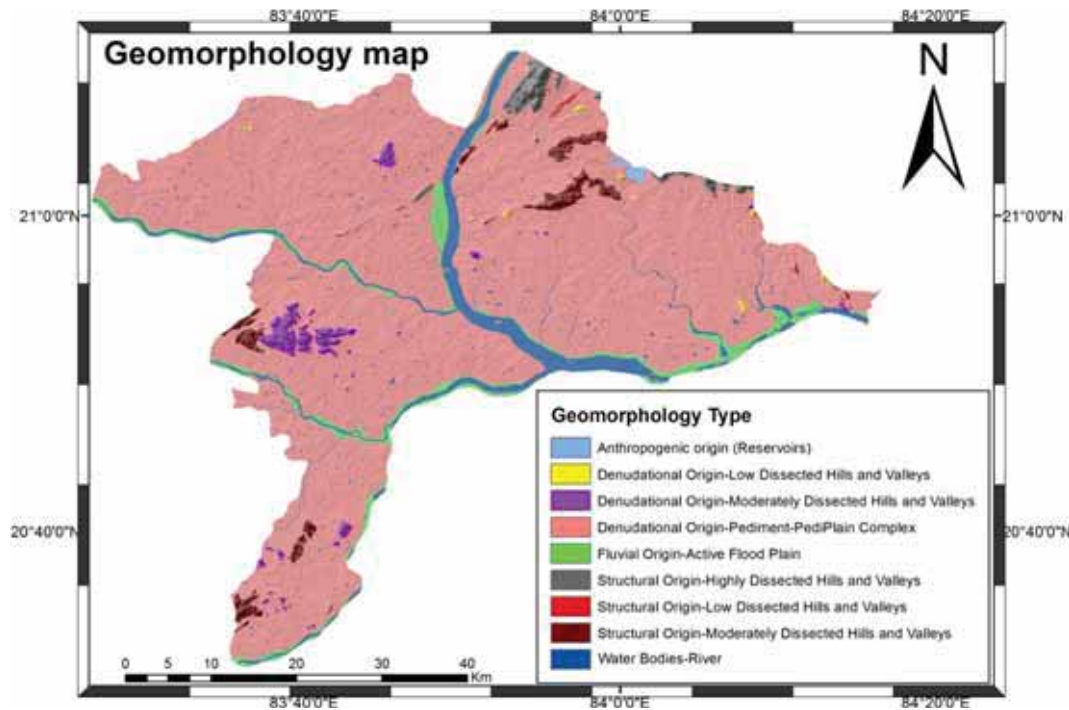 83°40'0"E 84°0'0"E 84°20'0"E
Geomorphology map
N
21°0'0"N 21°0'0"N
Geomorphology Type
Anthropogenic origin (Reservoirs)
Denudational Origin-Low Dissected Hills and Valleys
Denudational Origin-Moderately Dissected Hills and Valleys
Denudational Origin-Pediment-PediPlain Complex
20°40'0"N 20°40'0"N
Fluvial Origin-Active Flood Plain
Structural Origin-Highly Dissected Hills and Valleys
Structural Origin-Low Dissected Hills and Valleys
Structural Origin-Moderately Dissected Hills and Valleys
Water Bodies-River
0 5 10 20 30 40
Km
83°40'0"E 84°0'0"E 84°20'0"E